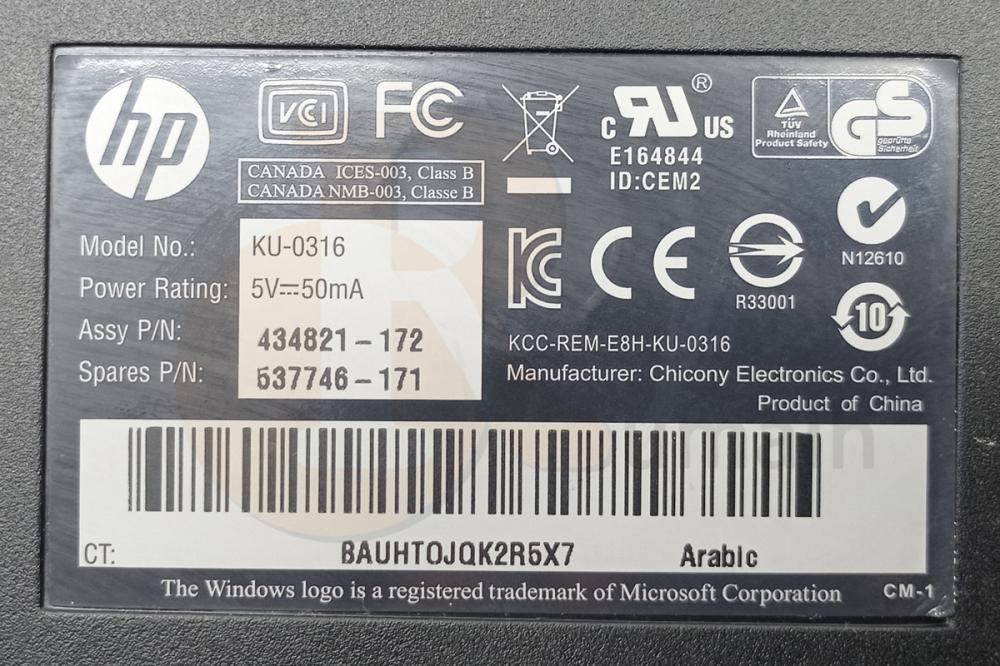 hp
VCI
FC
c RU ® US
E164844
ID:CEM2
TÜV
Rheinland
Product Safety
GS
geprüfte
Sicherheit
CANADA ICES-003, Class B
CANADA NMB-003, Classe B
N12610
Model No.: KU-0316
Power Rating: 5V⎓50mA
Assy P/N: 434821-172
Spares P/N: 537746-171
CE
R33001
10
KCC-REM-E8H-KU-0316
Manufacturer: Chicony Electronics Co., Ltd.
Product of China
CT: BAUHT0JQK2R5X7 Arabic
The Windows logo is a registered trademark of Microsoft Corporation CM-1